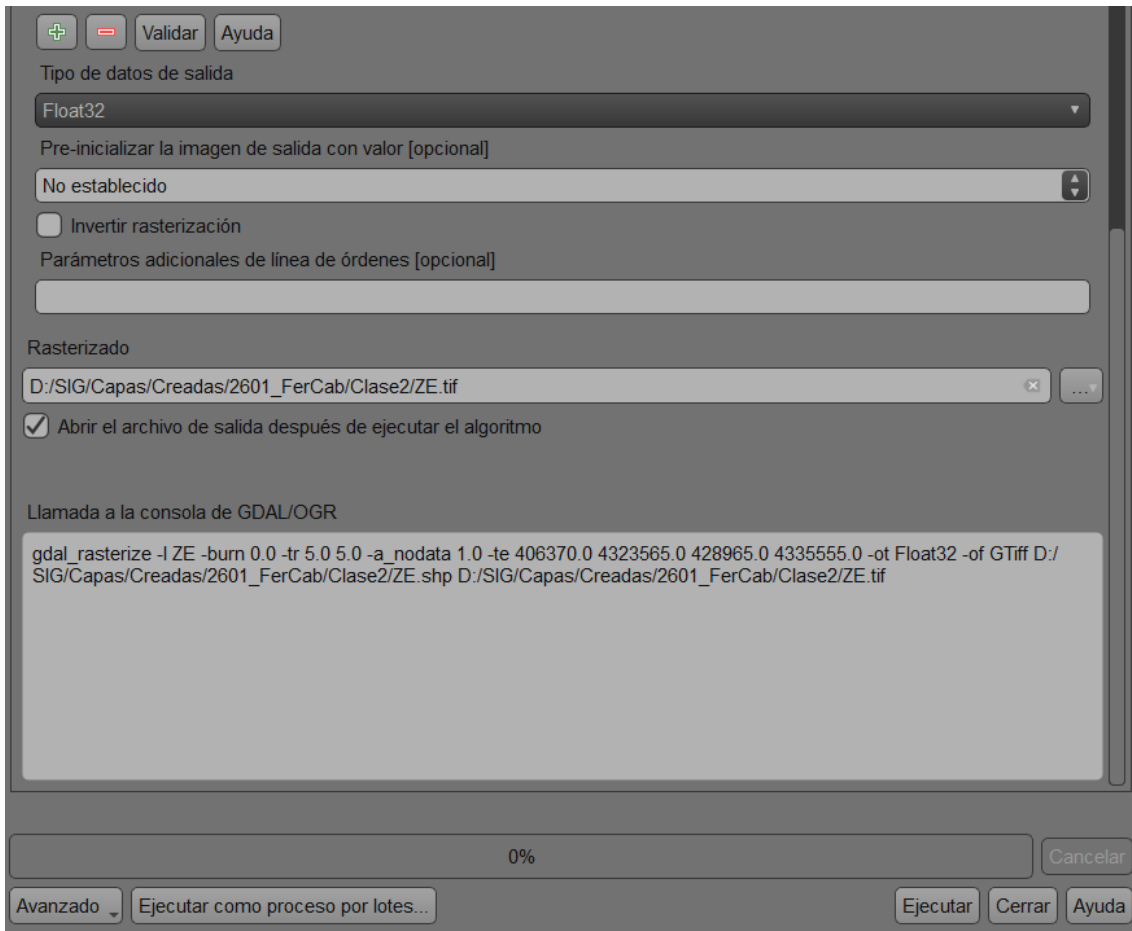 Validar Ayuda
Tipo de datos de salida
Float32
Pre-inicializar la imagen de salida con valor [opcional]
No establecido
Invertir rasterización
Parámetros adicionales de línea de órdenes [opcional]
Rasterizado
D:/SIG/Capas/Creadas/2601_FerCab/Clase2/ZE.tif
...
Abrir el archivo de salida después de ejecutar el algoritmo
Llamada a la consola de GDAL/OGR
gdal_rasterize -l ZE -burn 0.0 -tr 5.0 5.0 -a_nodata 1.0 -te 406370.0 4323565.0 428965.0 4335555.0 -ot Float32 -of GTiff D:/
SIG/Capas/Creadas/2601_FerCab/Clase2/ZE.shp D:/SIG/Capas/Creadas/2601_FerCab/Clase2/ZE.tif
0%
Cancelar
Avanzado Ejecutar como proceso por lotes... Ejecutar Cerrar Ayuda